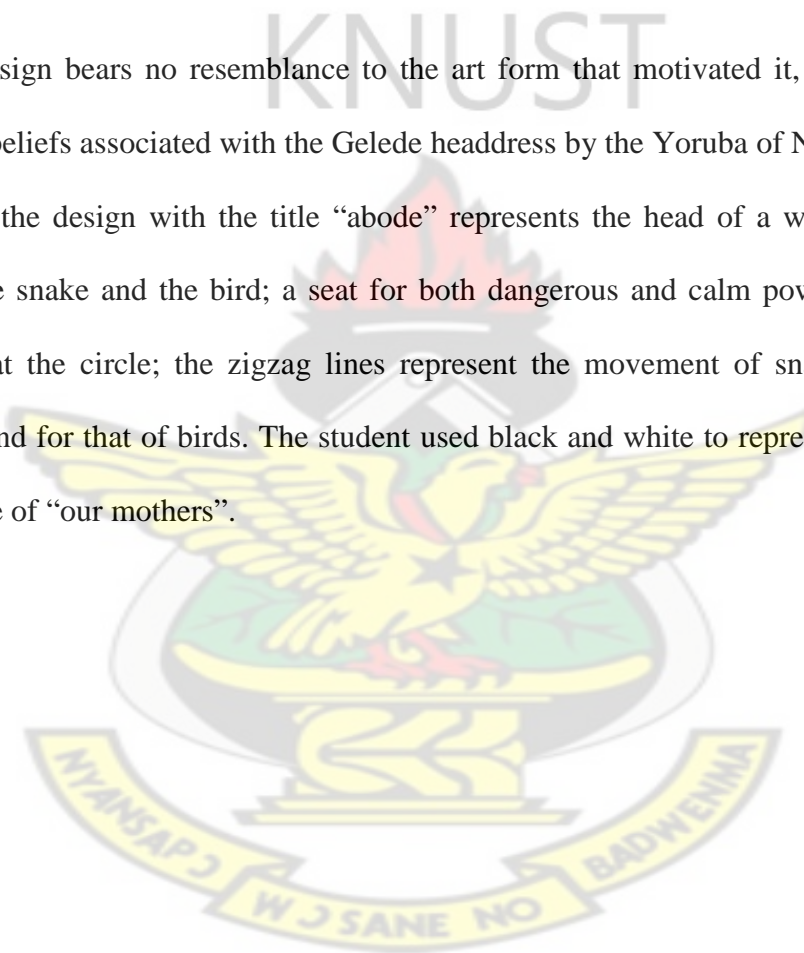 KNUST
sign bears no resemblance to the art form that motivated it,
beliefs associated with the Gelede headdress by the Yoruba of N
the design with the title “abode” represents the head of a w
e snake and the bird; a seat for both dangerous and calm pow
at the circle; the zigzag lines represent the movement of sn
nd for that of birds. The student used black and white to repre
e of “our mothers”.
NYANSAPƆ
WƆSANE NO
BADWENMA